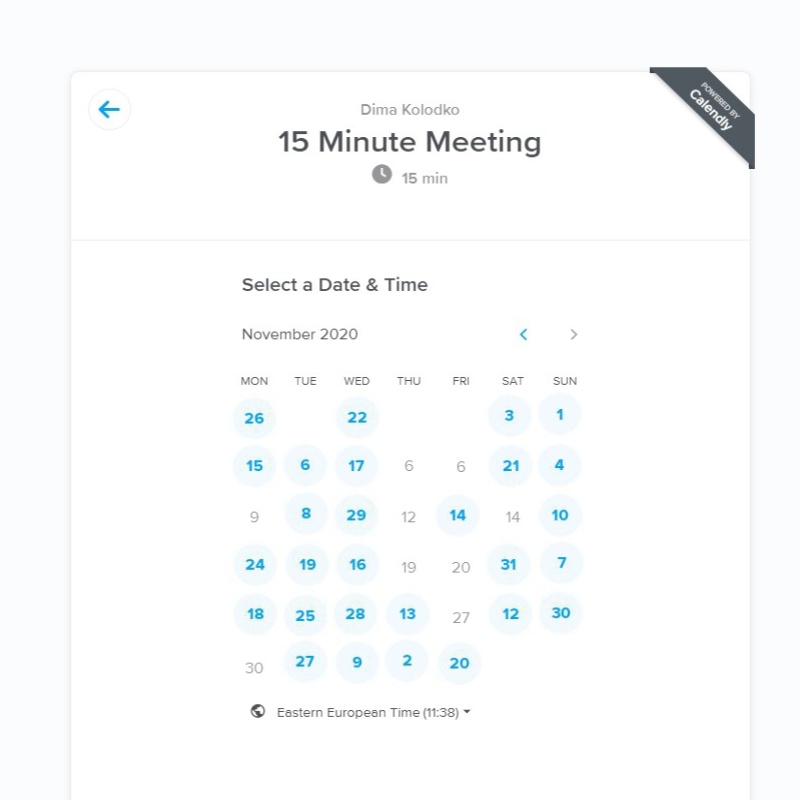 POWERED BY
Calendly
Dima Kolodko
15 Minute Meeting
15 min
Select a Date & Time
November 2020
MON TUE WED THU FRI SAT SUN
26 22 3 1
15 6 17 6 6 21 4
9 8 29 12 14 14 10
24 19 16 19 20 31 7
18 25 28 13 27 12 30
30 27 9 2 20
Eastern European Time (11:38)